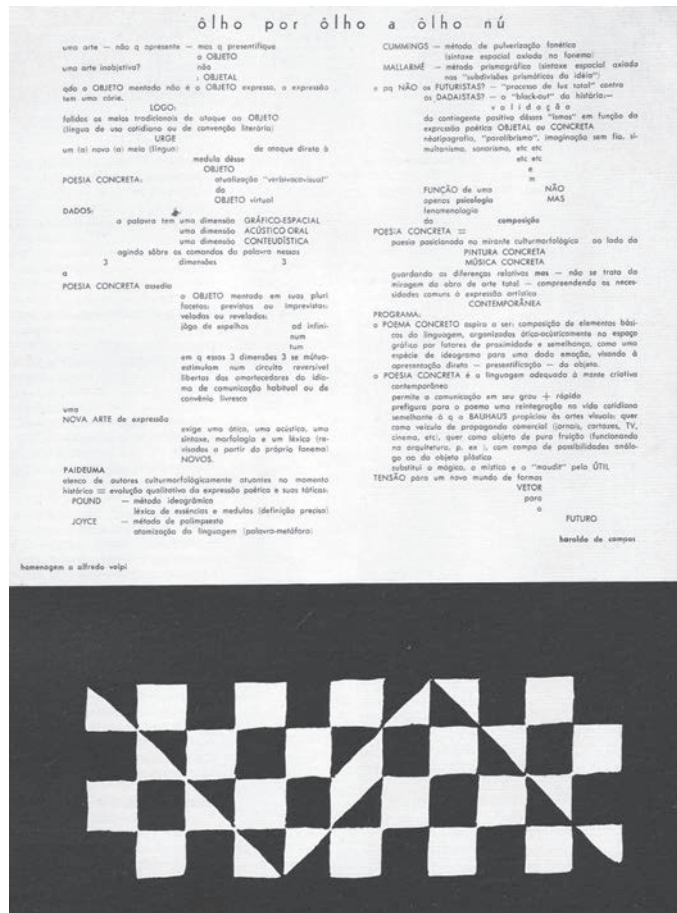 ôlho por ôlho a ôlho nú
uma arte — não q apresente — mas q presentifique
o OBJETO
uma arte inobjetiva? não
: OBJETAL
qdo o OBJETO mentado não é o OBJETO expresso, a expressão
tem uma cárie.
LOGO:
falidos os meios tradicionais de ataque ao OBJETO
(língua de uso cotidiano ou de convenção literária)
URGE
um (a) novo (a) meio (língua) de ataque direto à
medula dêsse
OBJETO
POESIA CONCRETA: atualização "verbivocovisual"
do
OBJETO virtual
DADOS:
a palavra tem uma dimensão GRÁFICO-ESPACIAL
uma dimensão ACÚSTICO-ORAL
uma dimensão CONTEUDÍSTICA
agindo sôbre os comandos da palavra nessas
3 dimensões 3
a
POESIA CONCRETA assedia
o OBJETO mentado em suas pluri
facetas: previstas ou imprevistas:
veladas ou reveladas:
jôgo de espelhos ad infini-
num
tum
em q essas 3 dimensões 3 se mútuo-
estimulam num circuito reversível
libertas dos amortecedores do idio-
ma de comunicação habitual ou de
convênio livresco
uma
NOVA ARTE de expressão
exige uma ótica, uma acústica, uma
sintaxe, morfologia e um léxico (re-
visados a partir do próprio fonema)
NOVOS.
PAIDEUMA
elenco de autores culturmorfològicamente atuantes no momento
histórico = evolução qualitativa da expressão poética e suas táticas:
POUND — método ideogrâmico
léxico de essências e medulas (definição precisa)
JOYCE — método de palimpsesto
atomização da linguagem (palavra-metáfora)
CUMMINGS — método de pulverização fonética
(sintaxe espacial axiada no fonema)
MALLARMÉ — método prismográfico (sintaxe espacial axiada
nas "subdivisões prismáticas da idéia")
e pq NÃO os FUTURISTAS? — "processo de luz total" contra
os DADAISTAS? — o "black-out" da história:—
validação
do contingente positivo dêsses "ismos" em função da
expressão poética OBJETAL ou CONCRETA
néotipografia, "parolibrismo", imaginação sem fio, si-
multanismo, sonorismo, etc etc
etc etc
e
m
FUNÇÃO de uma NÃO
apenas psicologia MAS
fenomenologia
da composição
POESIA CONCRETA =
poesia posicionada no mirante culturmorfológico ao lado da
PINTURA CONCRETA
MÚSICA CONCRETA
guardando as diferenças relativas mas — não se trata da
miragem da obra de arte total — compreendendo as neces-
sidades comuns à expressão artística
CONTEMPORÂNEA
PROGRAMA:
o POEMA CONCRETO aspira a ser: composição de elementos bási-
cos da linguagem, organizados ótico-acùsticamente no espaço
gráfico por fatores de proximidade e semelhança, como uma
espécie de ideograma para uma dada emoção, visando à
apresentação direta — presentificação — do objeto.
a POESIA CONCRETA é a linguagem adequada à mente criativa
contemporânea
permite a comunicação em seu grau + rápido
prefigura para o poema uma reintegração na vida cotidiana
semelhante à q o BAUHAUS propiciou às artes visuais: quer
como veículo de propaganda comercial (jornais, cartazes, TV,
cinema, etc), quer como objeto de pura fruição (funcionando
na arquitetura, p. ex.), com campo de possibilidades análo-
go ao do objeto plástico
substitui o mágico, o místico e o "maudit" pelo ÚTIL
TENSÃO para um novo mundo de formas
VETOR
para
o
FUTURO
haroldo de campos
homenagem a alfredo volpi